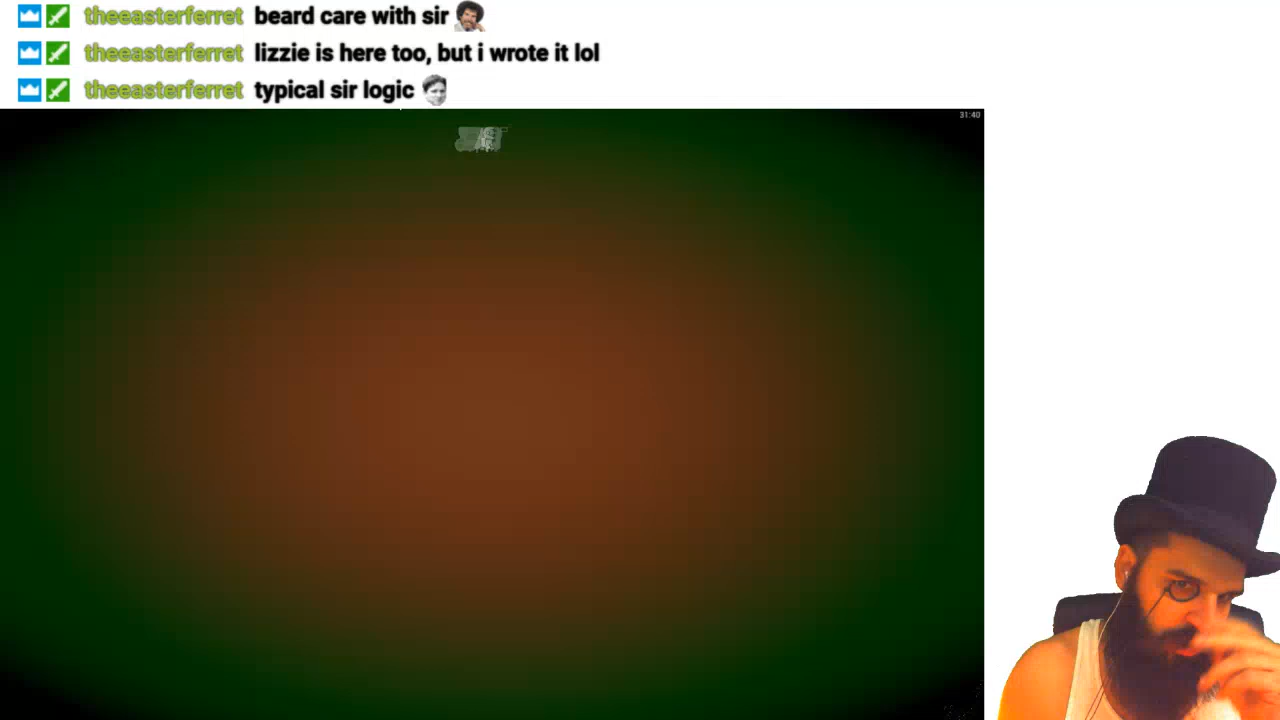 theeasterferret beard care with sir
theeasterferret lizzie is here too, but i wrote it lol
theeasterferret typical sir logic
31:40